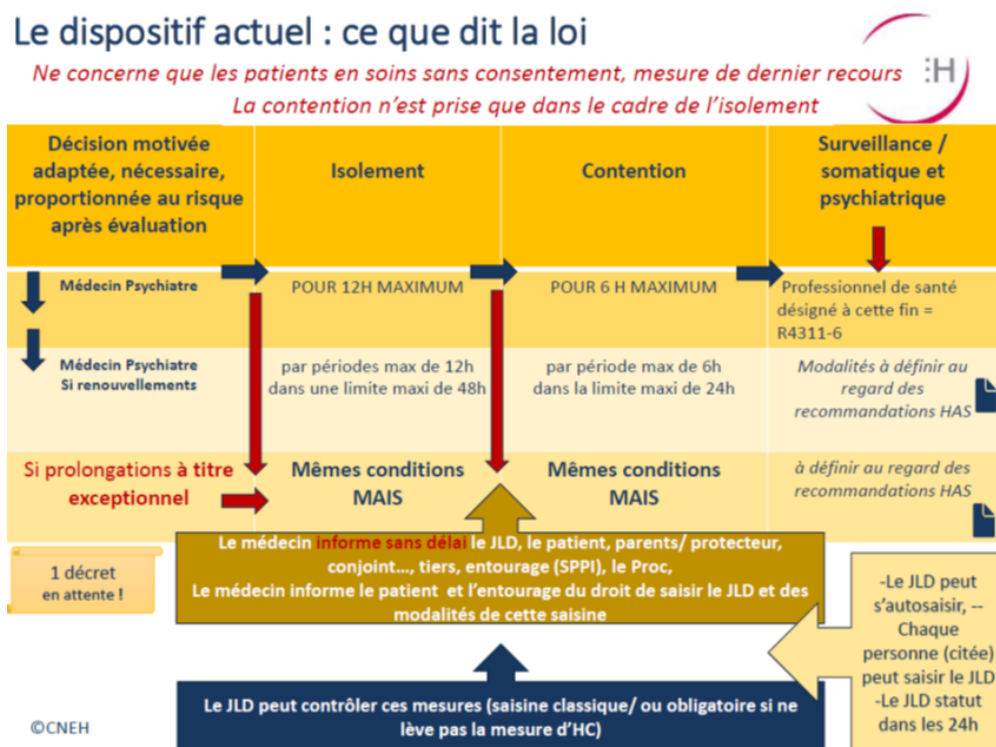 Le dispositif actuel : ce que dit la loi
Ne concerne que les patients en soins sans consentement, mesure de dernier recours
La contention n'est prise que dans le cadre de l'isolement
:H
Décision motivée
adaptée, nécessaire,
proportionnée au risque
après évaluation
Isolement
Contention
Surveillance /
somatique et
psychiatrique
Médecin Psychiatre
POUR 12H MAXIMUM
POUR 6 H MAXIMUM
Professionnel de santé
désigné à cette fin =
R4311-6
Médecin Psychiatre
Si renouvellements
par périodes max de 12h
dans une limite maxi de 48h
par période max de 6h
dans la limite maxi de 24h
Modalités à définir au
regard des
recommandations HAS
Si prolongations à titre
exceptionnel
Mêmes conditions
MAIS
Mêmes conditions
MAIS
à définir au regard des
recommandations HAS
1 décret
en attente !
Le médecin informe sans délai le JLD, le patient, parents/ protecteur,
conjoint..., tiers, entourage (SPPI), le Proc,
Le médecin informe le patient et l'entourage du droit de saisir le JLD et des
modalités de cette saisine
-Le JLD peut
s'autosaisir, --
Chaque
personne (citée)
peut saisir le JLD
-Le JLD statut
dans les 24h
Le JLD peut contrôler ces mesures (saisine classique/ ou obligatoire si ne
lève pas la mesure d'HC)
©CNEH